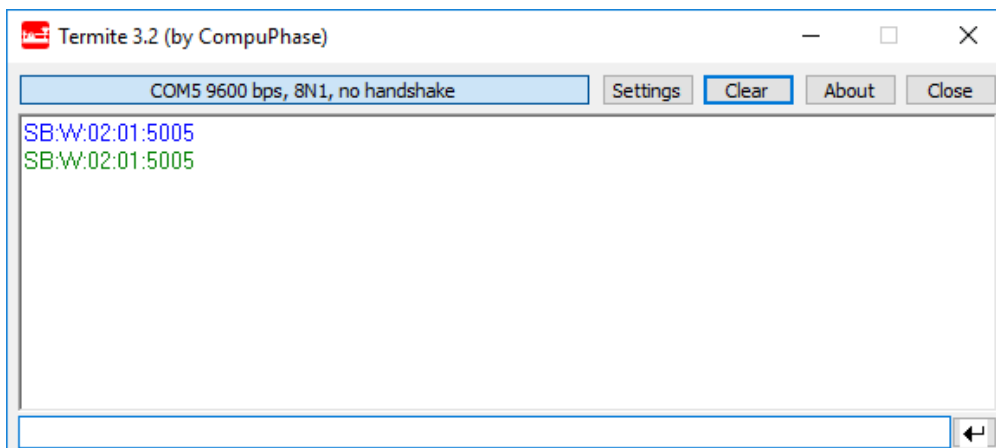 Termite 3.2 (by CompuPhase)
COM5 9600 bps, 8N1, no handshake Settings Clear About Close
SB:W:02:01:5005
SB:W:02:01:5005